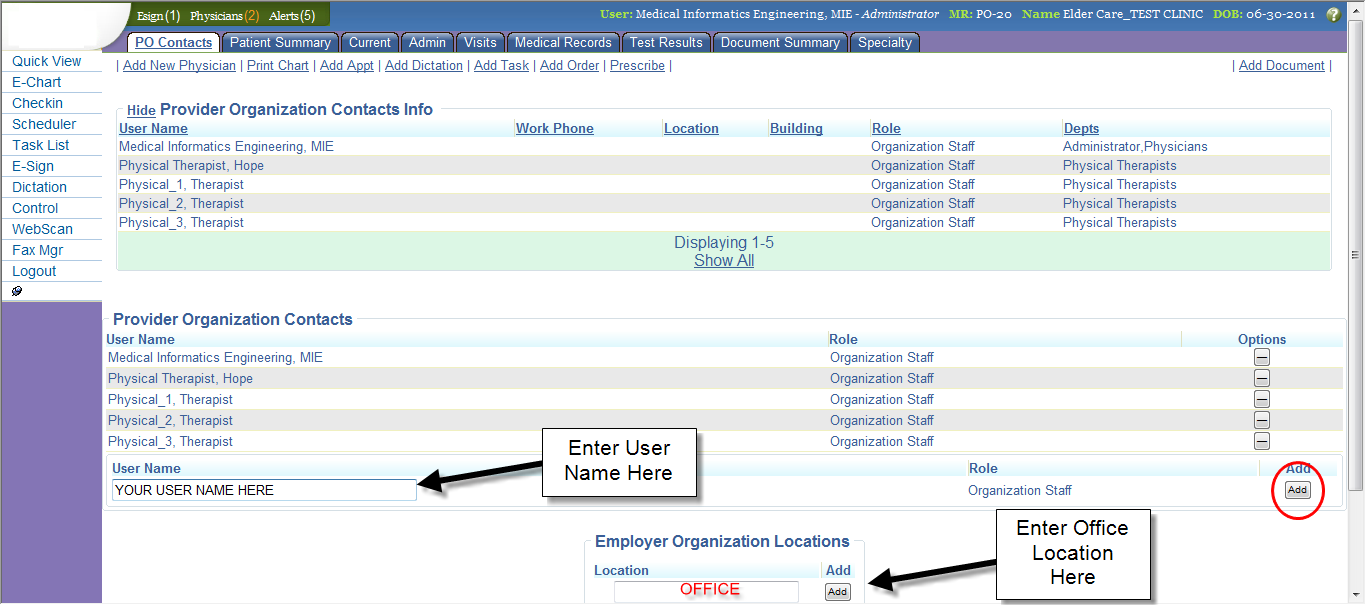 Esign(1) Physicians(2) Alerts(5)
User: Medical Informatics Engineering, MIE - Administrator MR: PO-20 Name Elder Care_TEST CLINIC DOB: 06-30-2011 ?
PO Contacts Patient Summary Current Admin Visits Medical Records Test Results Document Summary Specialty
| Add New Physician | Print Chart | Add Appt | Add Dictation | Add Task | Add Order | Prescribe |
| Add Document |
Quick View
E-Chart
Checkin
Scheduler
Task List
E-Sign
Dictation
Control
WebScan
Fax Mgr
Logout
Hide Provider Organization Contacts Info
User Name Work Phone Location Building Role Depts
Medical Informatics Engineering, MIE Organization Staff Administrator,Physicians
Physical Therapist, Hope Organization Staff Physical Therapists
Physical_1, Therapist Organization Staff Physical Therapists
Physical_2, Therapist Organization Staff Physical Therapists
Physical_3, Therapist Organization Staff Physical Therapists
Displaying 1-5
Show All
Provider Organization Contacts
User Name Role Options
Medical Informatics Engineering, MIE Organization Staff
Physical Therapist, Hope Organization Staff
Physical_1, Therapist Organization Staff
Physical_2, Therapist Organization Staff
Physical_3, Therapist Organization Staff
User Name Role Add
YOUR USER NAME HERE Organization Staff Add
Enter User
Name Here
Employer Organization Locations
Location Add
OFFICE Add
Enter Office
Location
Here